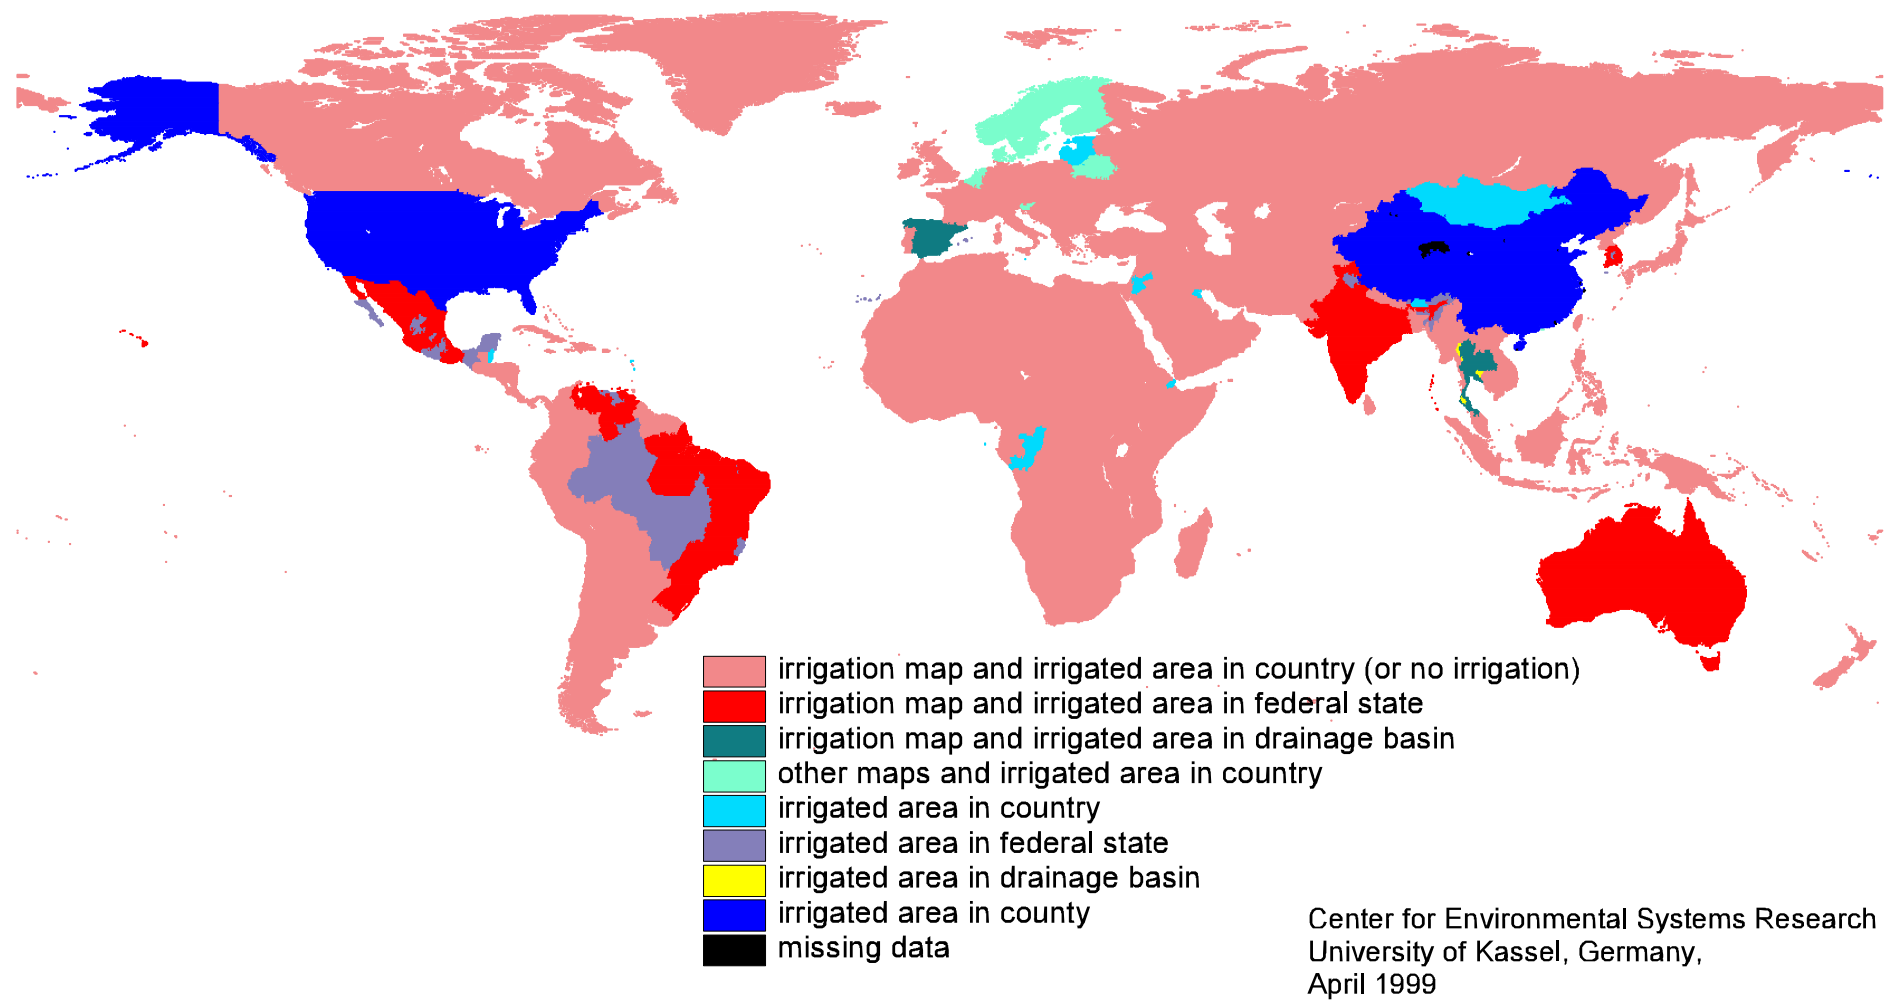 irrigation map and irrigated area in country (or no irrigation)
irrigation map and irrigated area in federal state
irrigation map and irrigated area in drainage basin
other maps and irrigated area in country
irrigated area in country
irrigated area in federal state
irrigated area in drainage basin
irrigated area in county
missing data
Center for Environmental Systems Research
University of Kassel, Germany,
April 1999